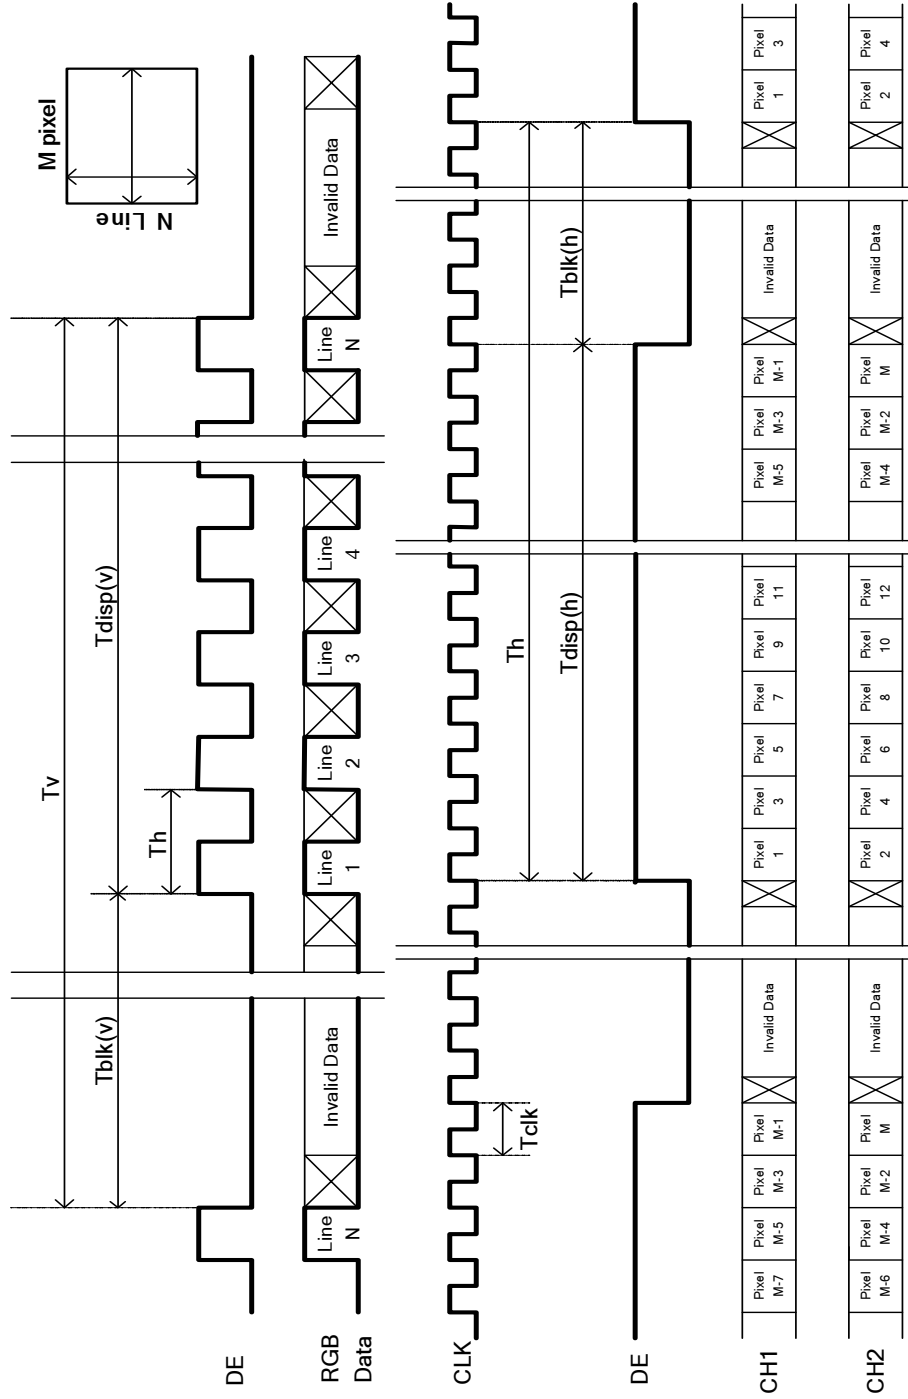 M pixel
N Line
Tv
Tblk(v)
Tdisp(v)
Th
DE
RGB
Data
Line
N
Invalid Data
Line
1
Line
2
Line
3
Line
4
Line
N
Invalid Data
CLK
Tclk
Th
Tdisp(h)
Tblk(h)
DE
CH1
Pixel
M-7
Pixel
M-5
Pixel
M-3
Pixel
M-1
Invalid Data
Pixel
1
Pixel
3
Pixel
5
Pixel
7
Pixel
9
Pixel
11
Pixel
M-5
Pixel
M-3
Pixel
M-1
Invalid Data
Pixel
1
Pixel
3
CH2
Pixel
M-6
Pixel
M-4
Pixel
M-2
Pixel
M
Invalid Data
Pixel
2
Pixel
4
Pixel
6
Pixel
8
Pixel
10
Pixel
12
Pixel
M-4
Pixel
M-2
Pixel
M
Invalid Data
Pixel
2
Pixel
4